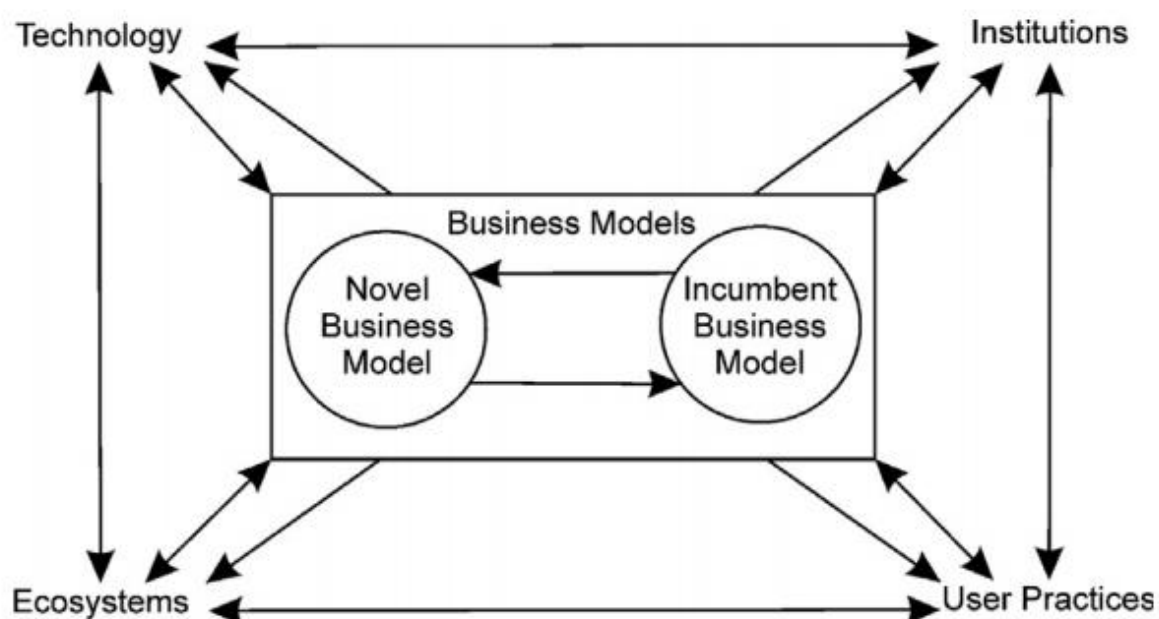 Technology
Institutions
Business Models
Novel
Business
Model
Incumbent
Business
Model
Ecosystems
User Practices